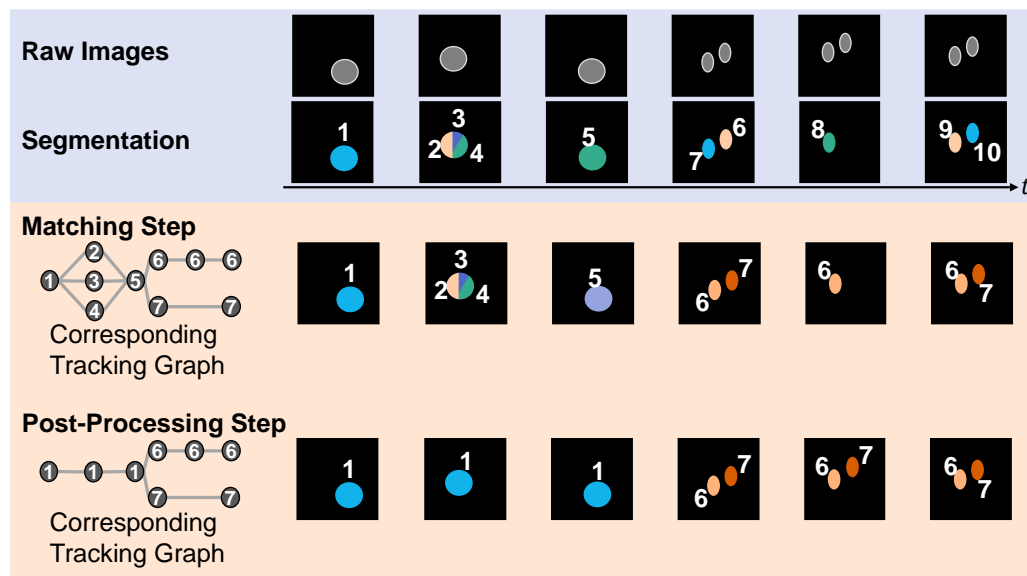 Raw Images
Segmentation
1
2 3 4
5
7 6
8
9 10
t
Matching Step
1 2 3 4 5 6 6 6 7 7
Corresponding
Tracking Graph
1
2 3 4
5
6 7
6
6 7
Post-Processing Step
1 1 1 6 6 6 7 7
Corresponding
Tracking Graph
1
1
1
6 7
6 7
6 7